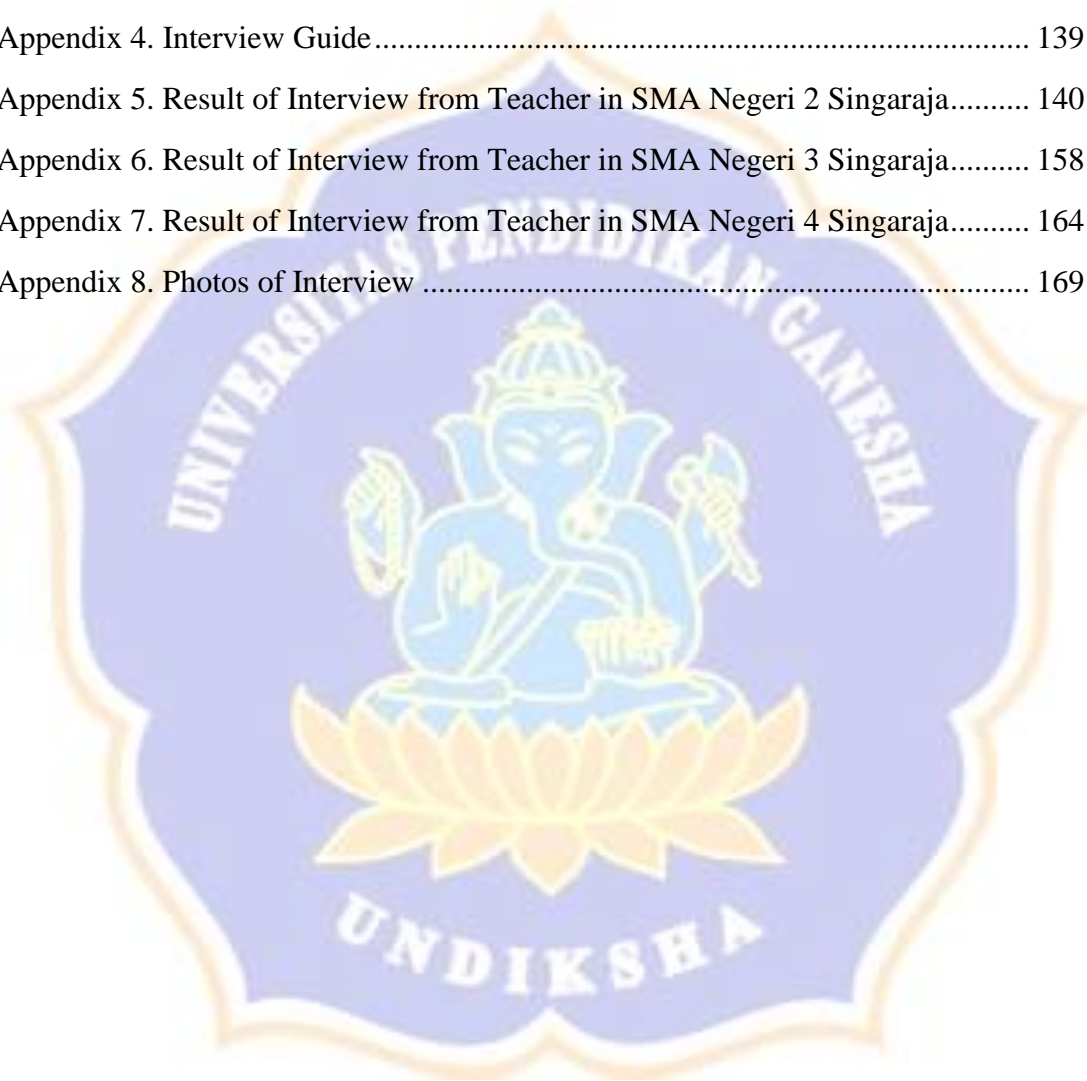 Appendix 4. Interview Guide.................................................................................. 139
Appendix 5. Result of Interview from Teacher in SMA Negeri 2 Singaraja.......... 140
Appendix 6. Result of Interview from Teacher in SMA Negeri 3 Singaraja.......... 158
Appendix 7. Result of Interview from Teacher in SMA Negeri 4 Singaraja.......... 164
Appendix 8. Photos of Interview ............................................................................ 169
UNIVERSITAS PENDIDIKAN GANESHA
UNDIKSHA